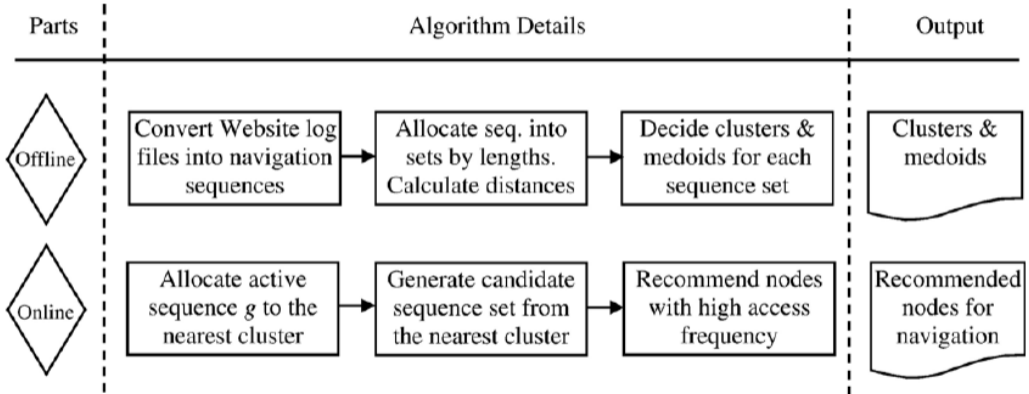 Parts
Algorithm Details
Output
Offline
Convert Website log
files into navigation
sequences
Allocate seq. into
sets by lengths.
Calculate distances
Decide clusters &
medoids for each
sequence set
Clusters &
medoids
Online
Allocate active
sequence g to the
nearest cluster
Generate candidate
sequence set from
the nearest cluster
Recommend nodes
with high access
frequency
Recommended
nodes for
navigation